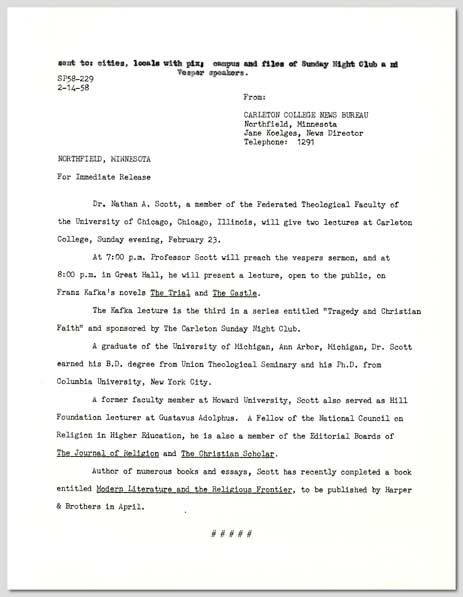 sent to: cities, locals with pix; campus and files of Sunday Night Club a nd
Vesper speakers.
SP58-229
2-14-58
From:
CARLETON COLLEGE NEWS BUREAU
Northfield, Minnesota
Jane Koelges, News Director
Telephone: 1291
NORTHFIELD, MINNESOTA
For Immediate Release
Dr. Nathan A. Scott, a member of the Federated Theological Faculty of
the University of Chicago, Chicago, Illinois, will give two lectures at Carleton
College, Sunday evening, February 23.
At 7:00 p.m. Professor Scott will preach the vespers sermon, and at
8:00 p.m. in Great Hall, he will present a lecture, open to the public, on
Franz Kafka's novels The Trial and The Castle.
The Kafka lecture is the third in a series entitled "Tragedy and Christian
Faith" and sponsored by The Carleton Sunday Night Club.
A graduate of the University of Michigan, Ann Arbor, Michigan, Dr. Scott
earned his B.D. degree from Union Theological Seminary and his Ph.D. from
Columbia University, New York City.
A former faculty member at Howard University, Scott also served as Hill
Foundation lecturer at Gustavus Adolphus. A Fellow of the National Council on
Religion in Higher Education, he is also a member of the Editorial Boards of
The Journal of Religion and The Christian Scholar.
Author of numerous books and essays, Scott has recently completed a book
entitled Modern Literature and the Religious Frontier, to be published by Harper
& Brothers in April.
# # # # #